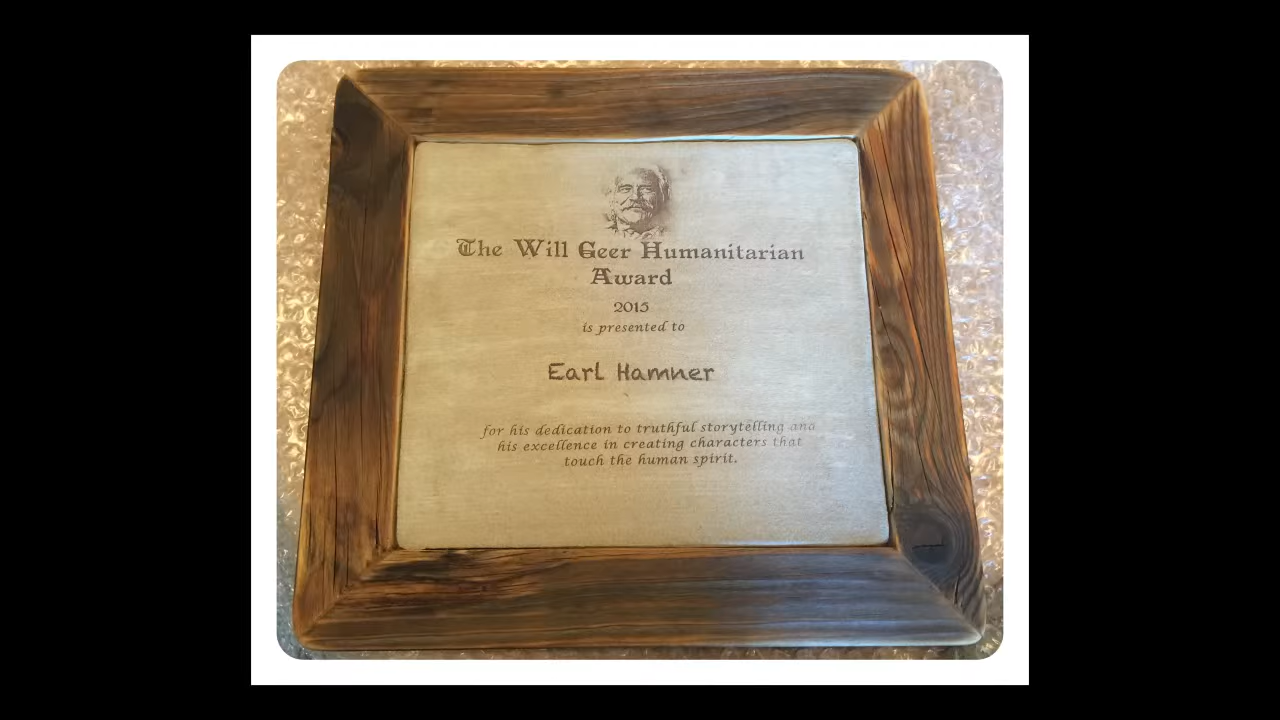 The Will Geer Humanitarian
Award
2015
is presented to
Earl Hamner
for his dedication to truthful storytelling and
his excellence in creating characters that
touch the human spirit.